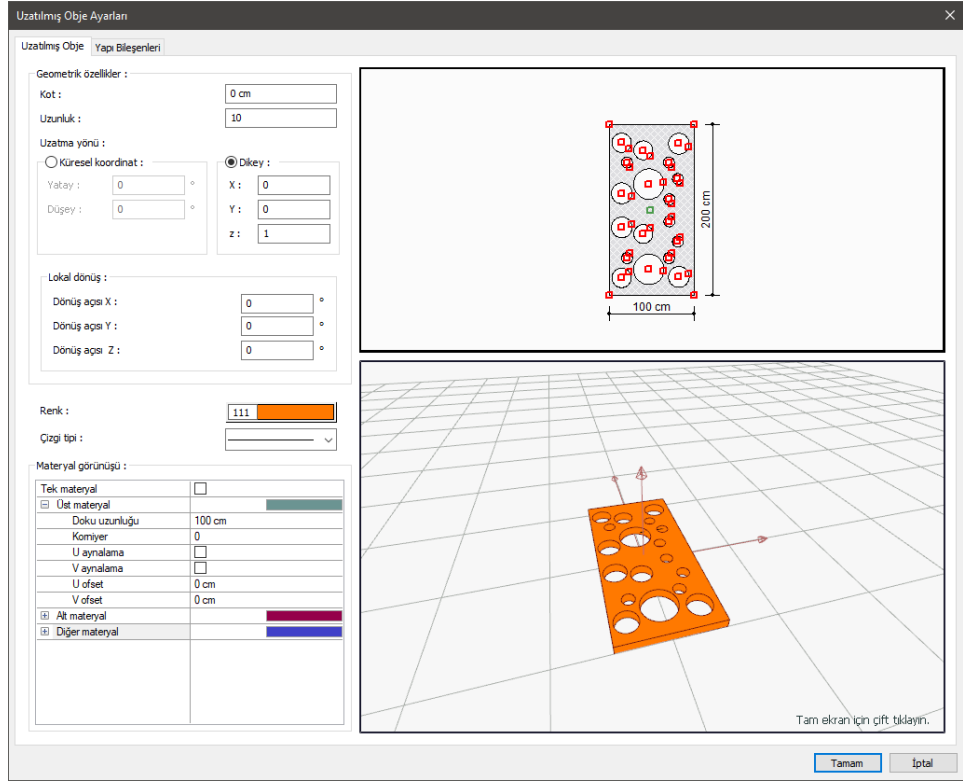 Uzatılmış Obje Ayarları
Uzatılmış Obje Yapı Bileşenleri
Geometrik özellikler :
Kot : 0 cm
Uzunluk : 10
Uzatma yönü :
Küresel koordinat : Dikey :
Yatay : 0 ° X : 0
Düşey : 0 ° Y : 0
z : 1
Lokal dönüş :
Dönüş açısı X : 0 °
Dönüş açısı Y : 0 °
Dönüş açısı Z : 0 °
200 cm
100 cm
Renk : 111
Çizgi tipi :
Materyal görünüşü :
Tek materyal
Üst materyal
Doku uzunluğu 100 cm
Komiyer 0
U aynalama
V aynalama
U ofset 0 cm
V ofset 0 cm
Alt materyal
Diğer materyal
Tam ekran için çift tıklayın.
Tamam İptal